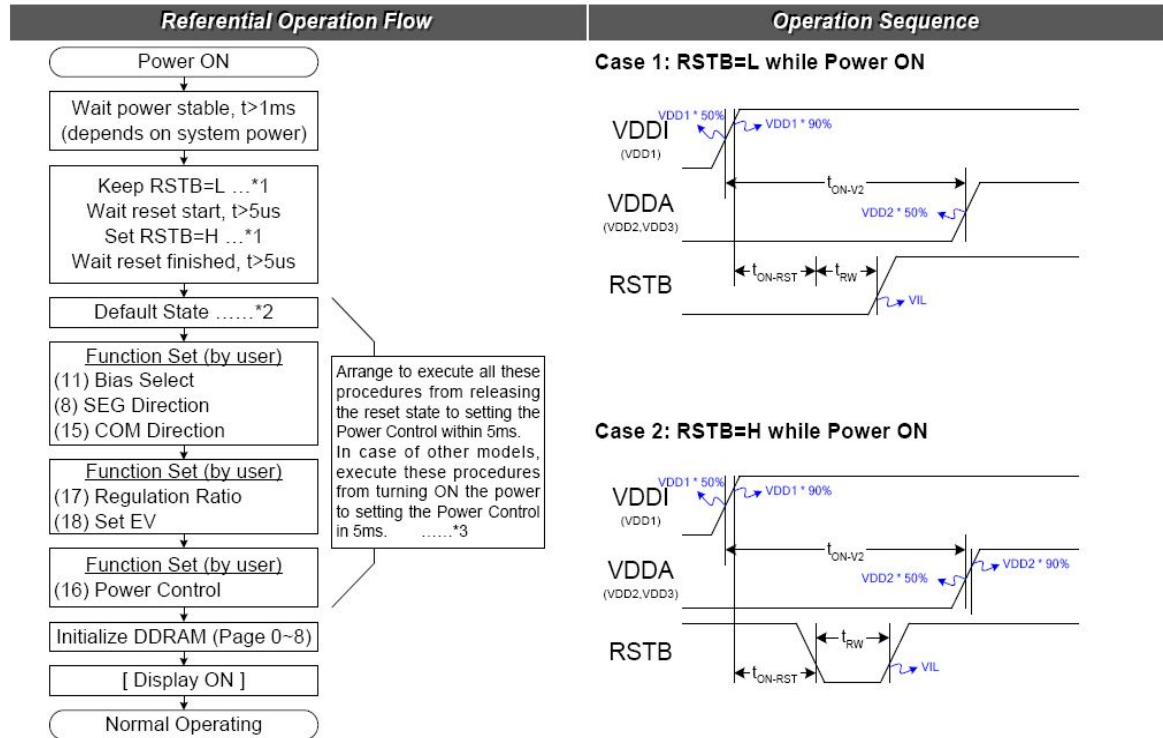 Referential Operation Flow
Power ON
Wait power stable, t>1ms
(depends on system power)
Keep RSTB=L ...*1
Wait reset start, t>5us
Set RSTB=H ...*1
Wait reset finished, t>5us
Default State ......*2
Function Set (by user)
(11) Bias Select
(8) SEG Direction
(15) COM Direction
Function Set (by user)
(17) Regulation Ratio
(18) Set EV
Function Set (by user)
(16) Power Control
Initialize DDRAM (Page 0~8)
[ Display ON ]
Normal Operating
Arrange to execute all these
procedures from releasing
the reset state to setting the
Power Control within 5ms.
In case of other models,
execute these procedures
from turning ON the power
to setting the Power Control
in 5ms. ......*3
Operation Sequence
Case 1: RSTB=L while Power ON
VDD1 * 50%
VDD1 * 90%
VDDI
(VDD1)
tON-V2
VDDA
(VDD2,VDD3)
VDD2 * 50%
RSTB
tON-RST
tRW
VIL
Case 2: RSTB=H while Power ON
VDD1 * 50%
VDD1 * 90%
VDDI
(VDD1)
tON-V2
VDDA
(VDD2,VDD3)
VDD2 * 50%
VDD2 * 90%
RSTB
tRW
tON-RST
VIL